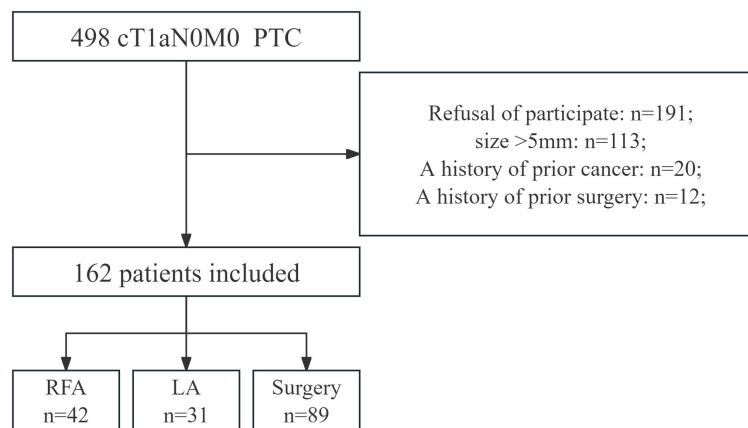 498 cT1aN0M0 PTC
Refusal of participate: n=191;
size >5mm: n=113;
A history of prior cancer: n=20;
A history of prior surgery: n=12;
162 patients included
RFA
n=42
LA
n=31
Surgery
n=89